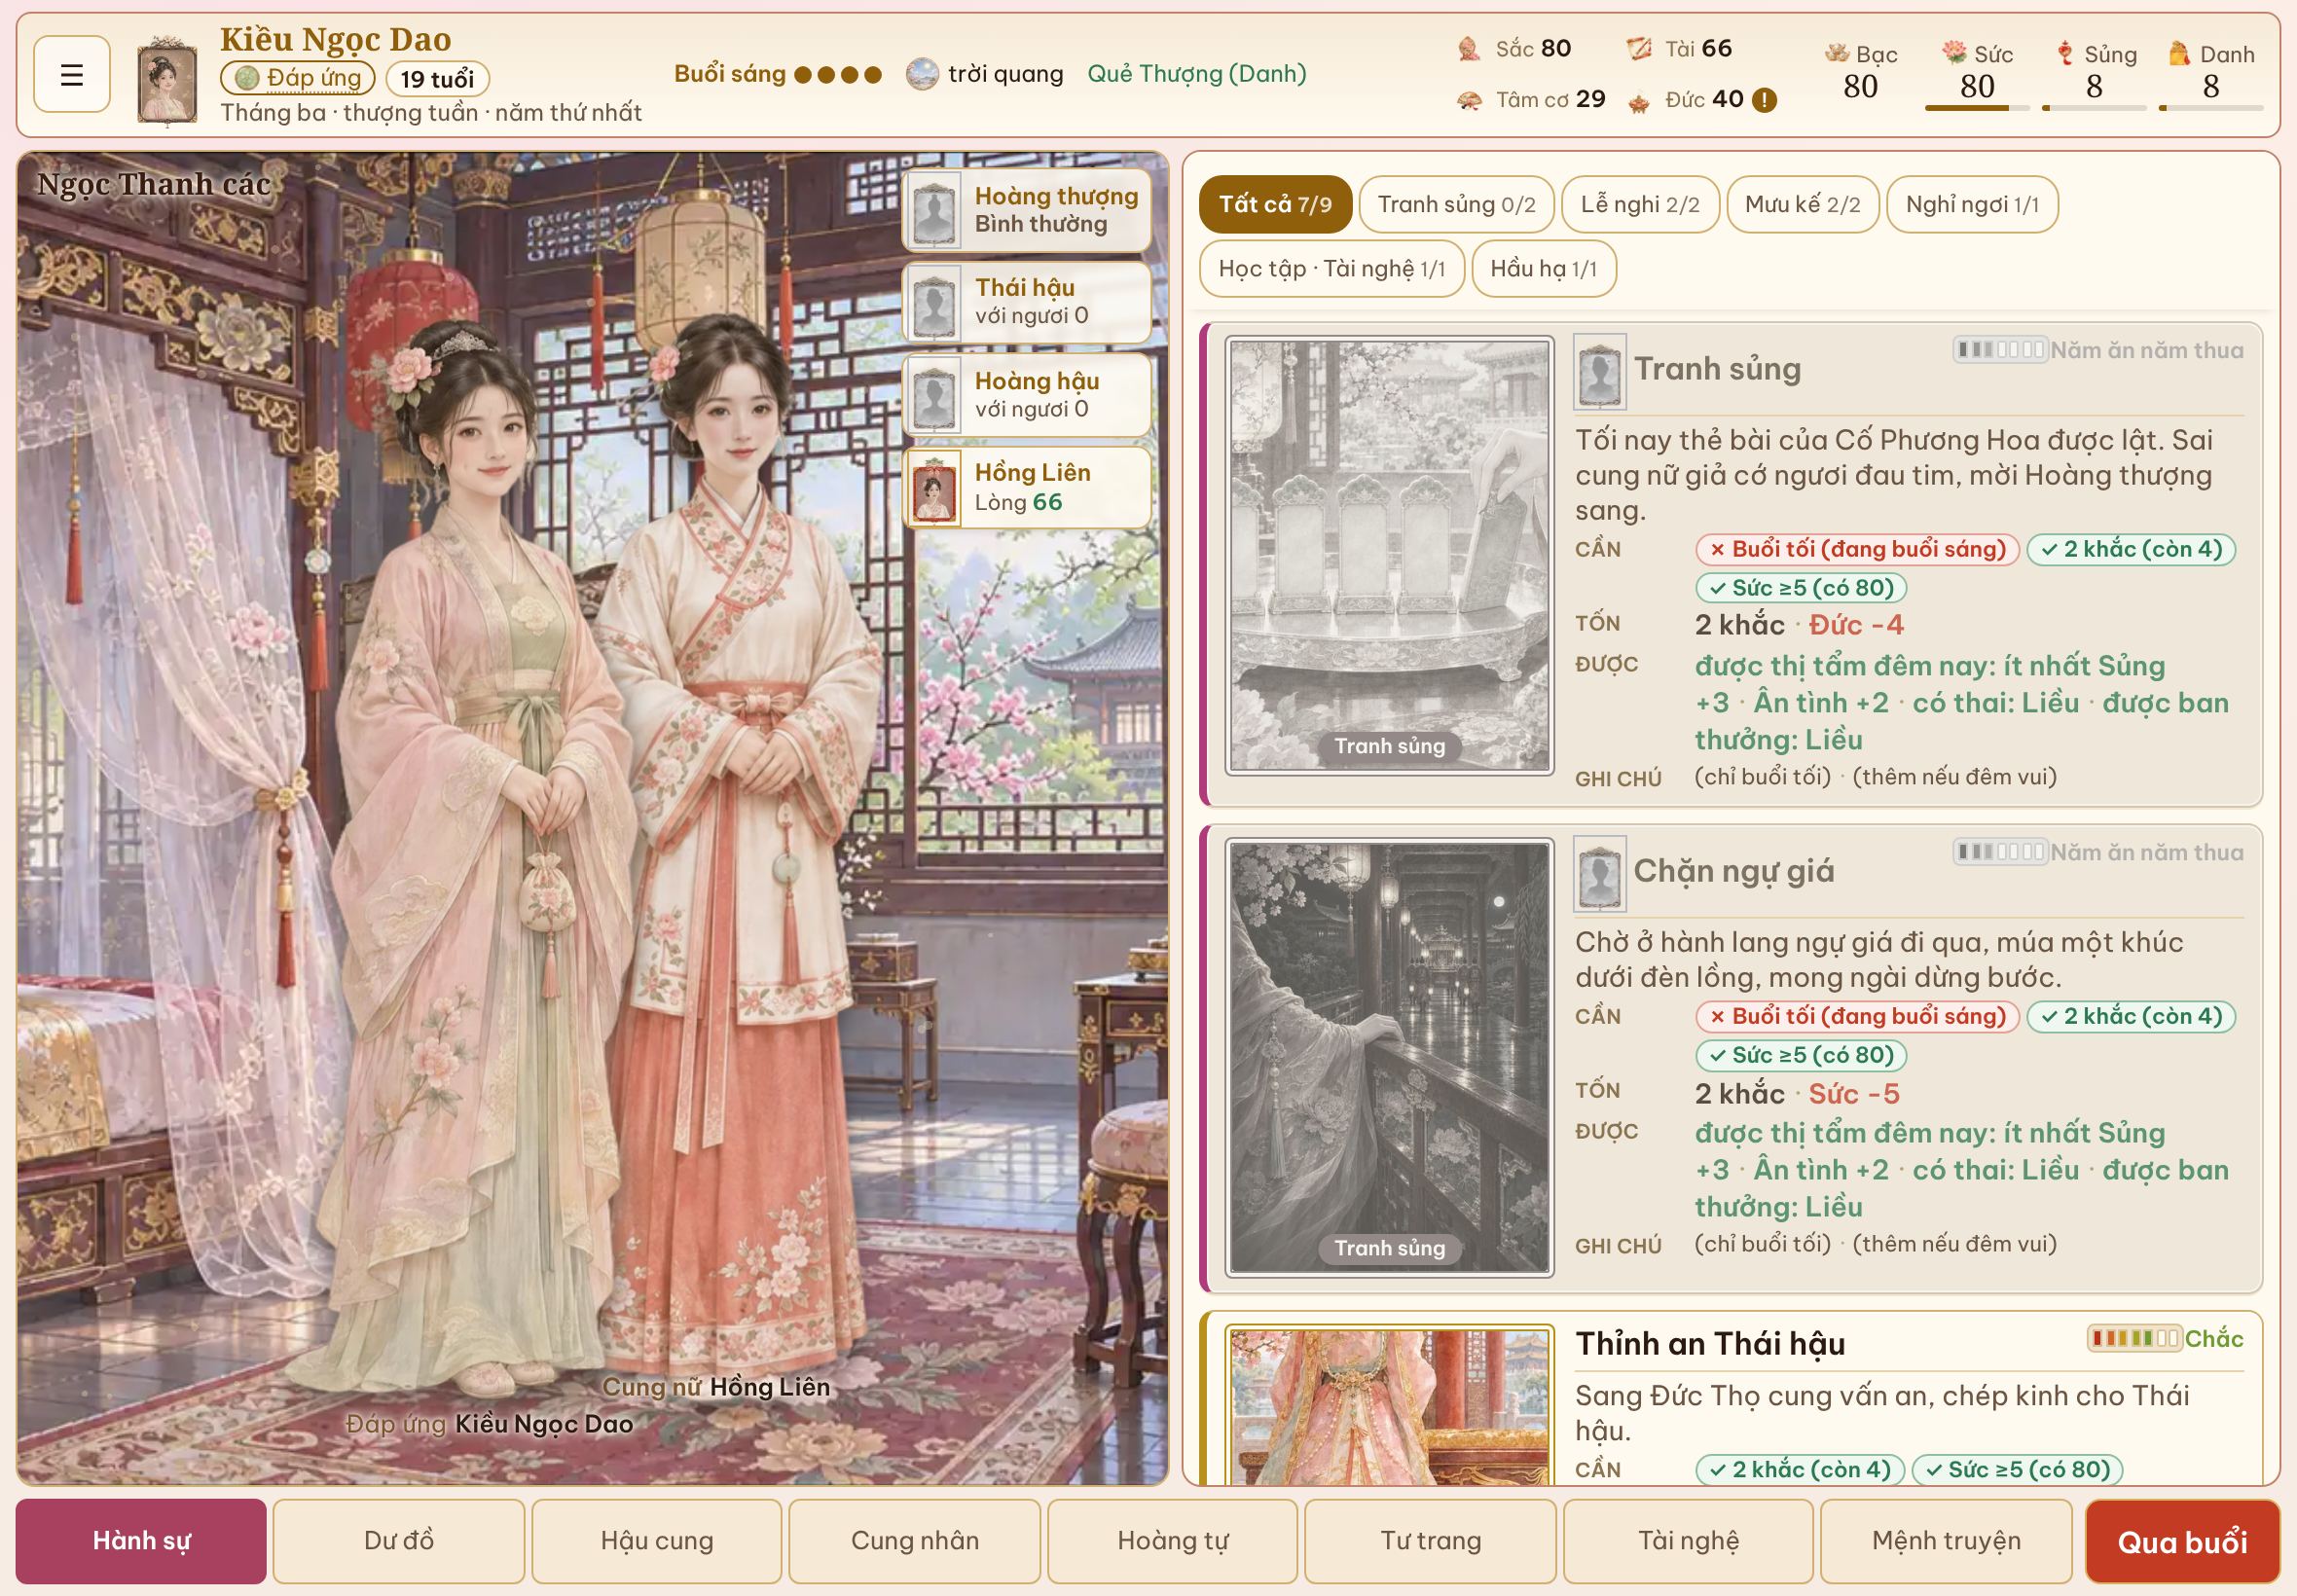 Kiều Ngọc Dao
Đáp ứng 19 tuổi
Tháng ba · thượng tuần · năm thứ nhất
Buổi sáng trời quang Quẻ Thượng (Danh)
Sắc 80 Tài 66
Tâm cơ 29 Đức 40 !
Bạc Sức Sủng Danh
80 80 8 8
Ngọc Thanh các
Hoàng thượng
Bình thường
Thái hậu
với ngươi 0
Hoàng hậu
với ngươi 0
Hồng Liên
Lòng 66
Cung nữ Hồng Liên
Đáp ứng Kiều Ngọc Dao
Tất cả 7/9 Tranh sủng 0/2 Lễ nghi 2/2 Mưu kế 2/2 Nghỉ ngơi 1/1
Học tập · Tài nghệ 1/1 Hầu hạ 1/1
Tranh sủng
Tranh sủng Năm ăn năm thua
Tối nay thẻ bài của Cố Phương Hoa được lật. Sai
cung nữ giả cớ ngươi đau tim, mời Hoàng thượng
sang.
CẦN × Buổi tối (đang buổi sáng) ✓ 2 khắc (còn 4)
✓ Sức ≥5 (có 80)
TỐN 2 khắc · Đức -4
ĐƯỢC được thị tẩm đêm nay: ít nhất Sủng
+3 · Ân tình +2 · có thai: Liều · được ban
thưởng: Liều
GHI CHÚ (chỉ buổi tối) · (thêm nếu đêm vui)
Tranh sủng
Chặn ngự giá Năm ăn năm thua
Chờ ở hành lang ngự giá đi qua, múa một khúc
dưới đèn lồng, mong ngài dừng bước.
CẦN × Buổi tối (đang buổi sáng) ✓ 2 khắc (còn 4)
✓ Sức ≥5 (có 80)
TỐN 2 khắc · Sức -5
ĐƯỢC được thị tẩm đêm nay: ít nhất Sủng
+3 · Ân tình +2 · có thai: Liều · được ban
thưởng: Liều
GHI CHÚ (chỉ buổi tối) · (thêm nếu đêm vui)
Thỉnh an Thái hậu Chắc
Sang Đức Thọ cung vấn an, chép kinh cho Thái
hậu.
CẦN ✓ 2 khắc (còn 4) ✓ Sức ≥5 (có 80)
Hành sự Dư đồ Hậu cung Cung nhân Hoàng tự Tư trang Tài nghệ Mệnh truyện Qua buổi